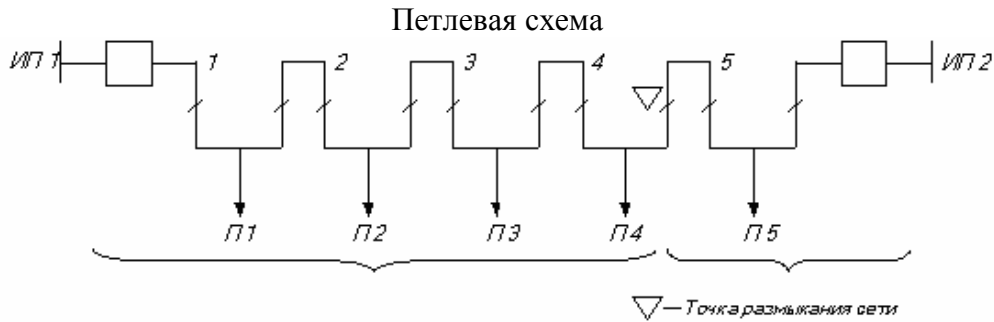 Петлевая схема
ИП 1 1 2 3 4 5 ИП 2
П1 П2 П3 П4 П5
— Точка размыкания сети